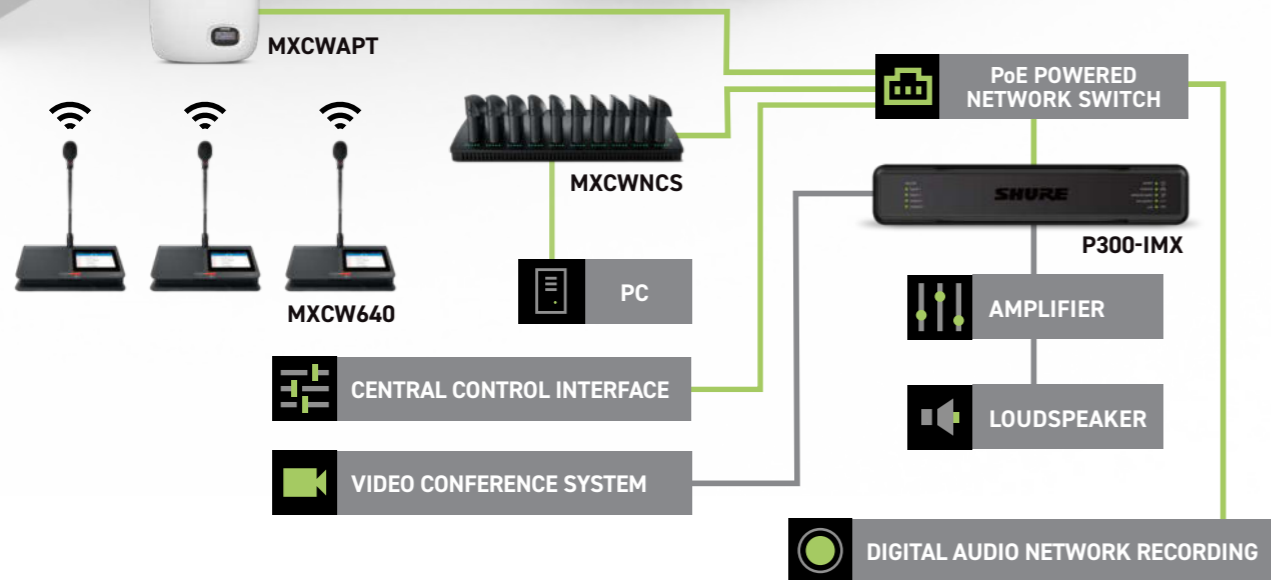 MXCWAPT
PoE POWERED
NETWORK SWITCH
MXCWNCS
SHURE
P300-IMX
PC
MXCW640
AMPLIFIER
CENTRAL CONTROL INTERFACE
LOUDSPEAKER
VIDEO CONFERENCE SYSTEM
DIGITAL AUDIO NETWORK RECORDING